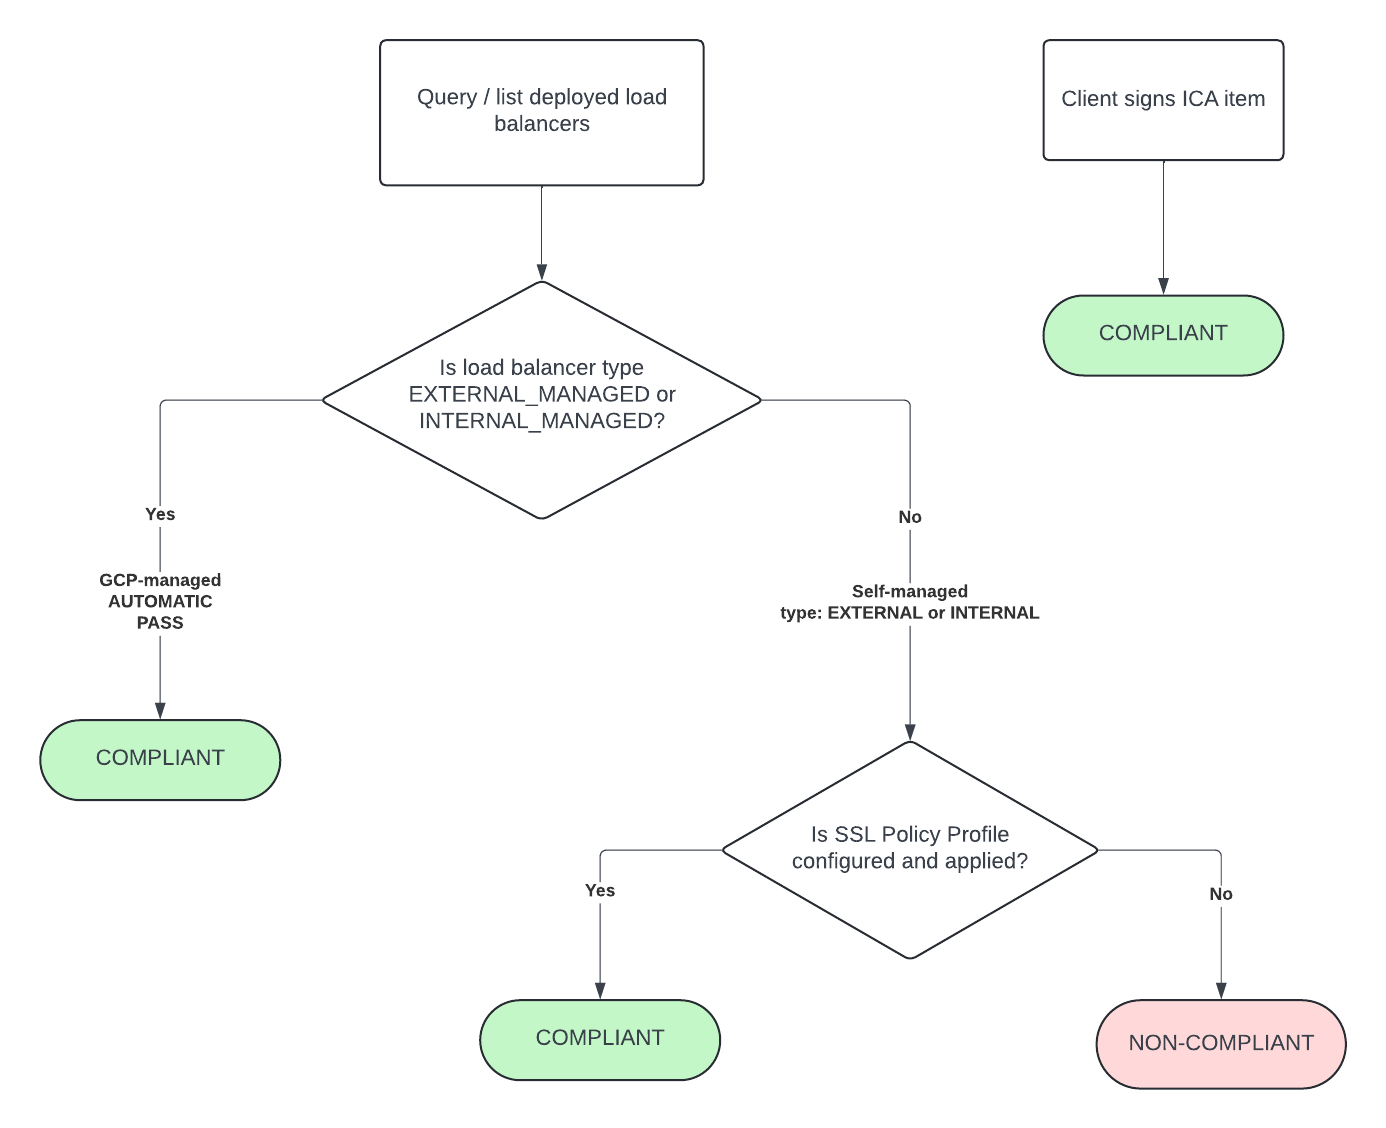 Query / list deployed load
balancers
Client signs ICA item
COMPLIANT
Is load balancer type
EXTERNAL_MANAGED or
INTERNAL_MANAGED?
Yes
No
GCP-managed
AUTOMATIC
PASS
Self-managed
type: EXTERNAL or INTERNAL
COMPLIANT
Is SSL Policy Profile
configured and applied?
Yes
No
COMPLIANT
NON-COMPLIANT